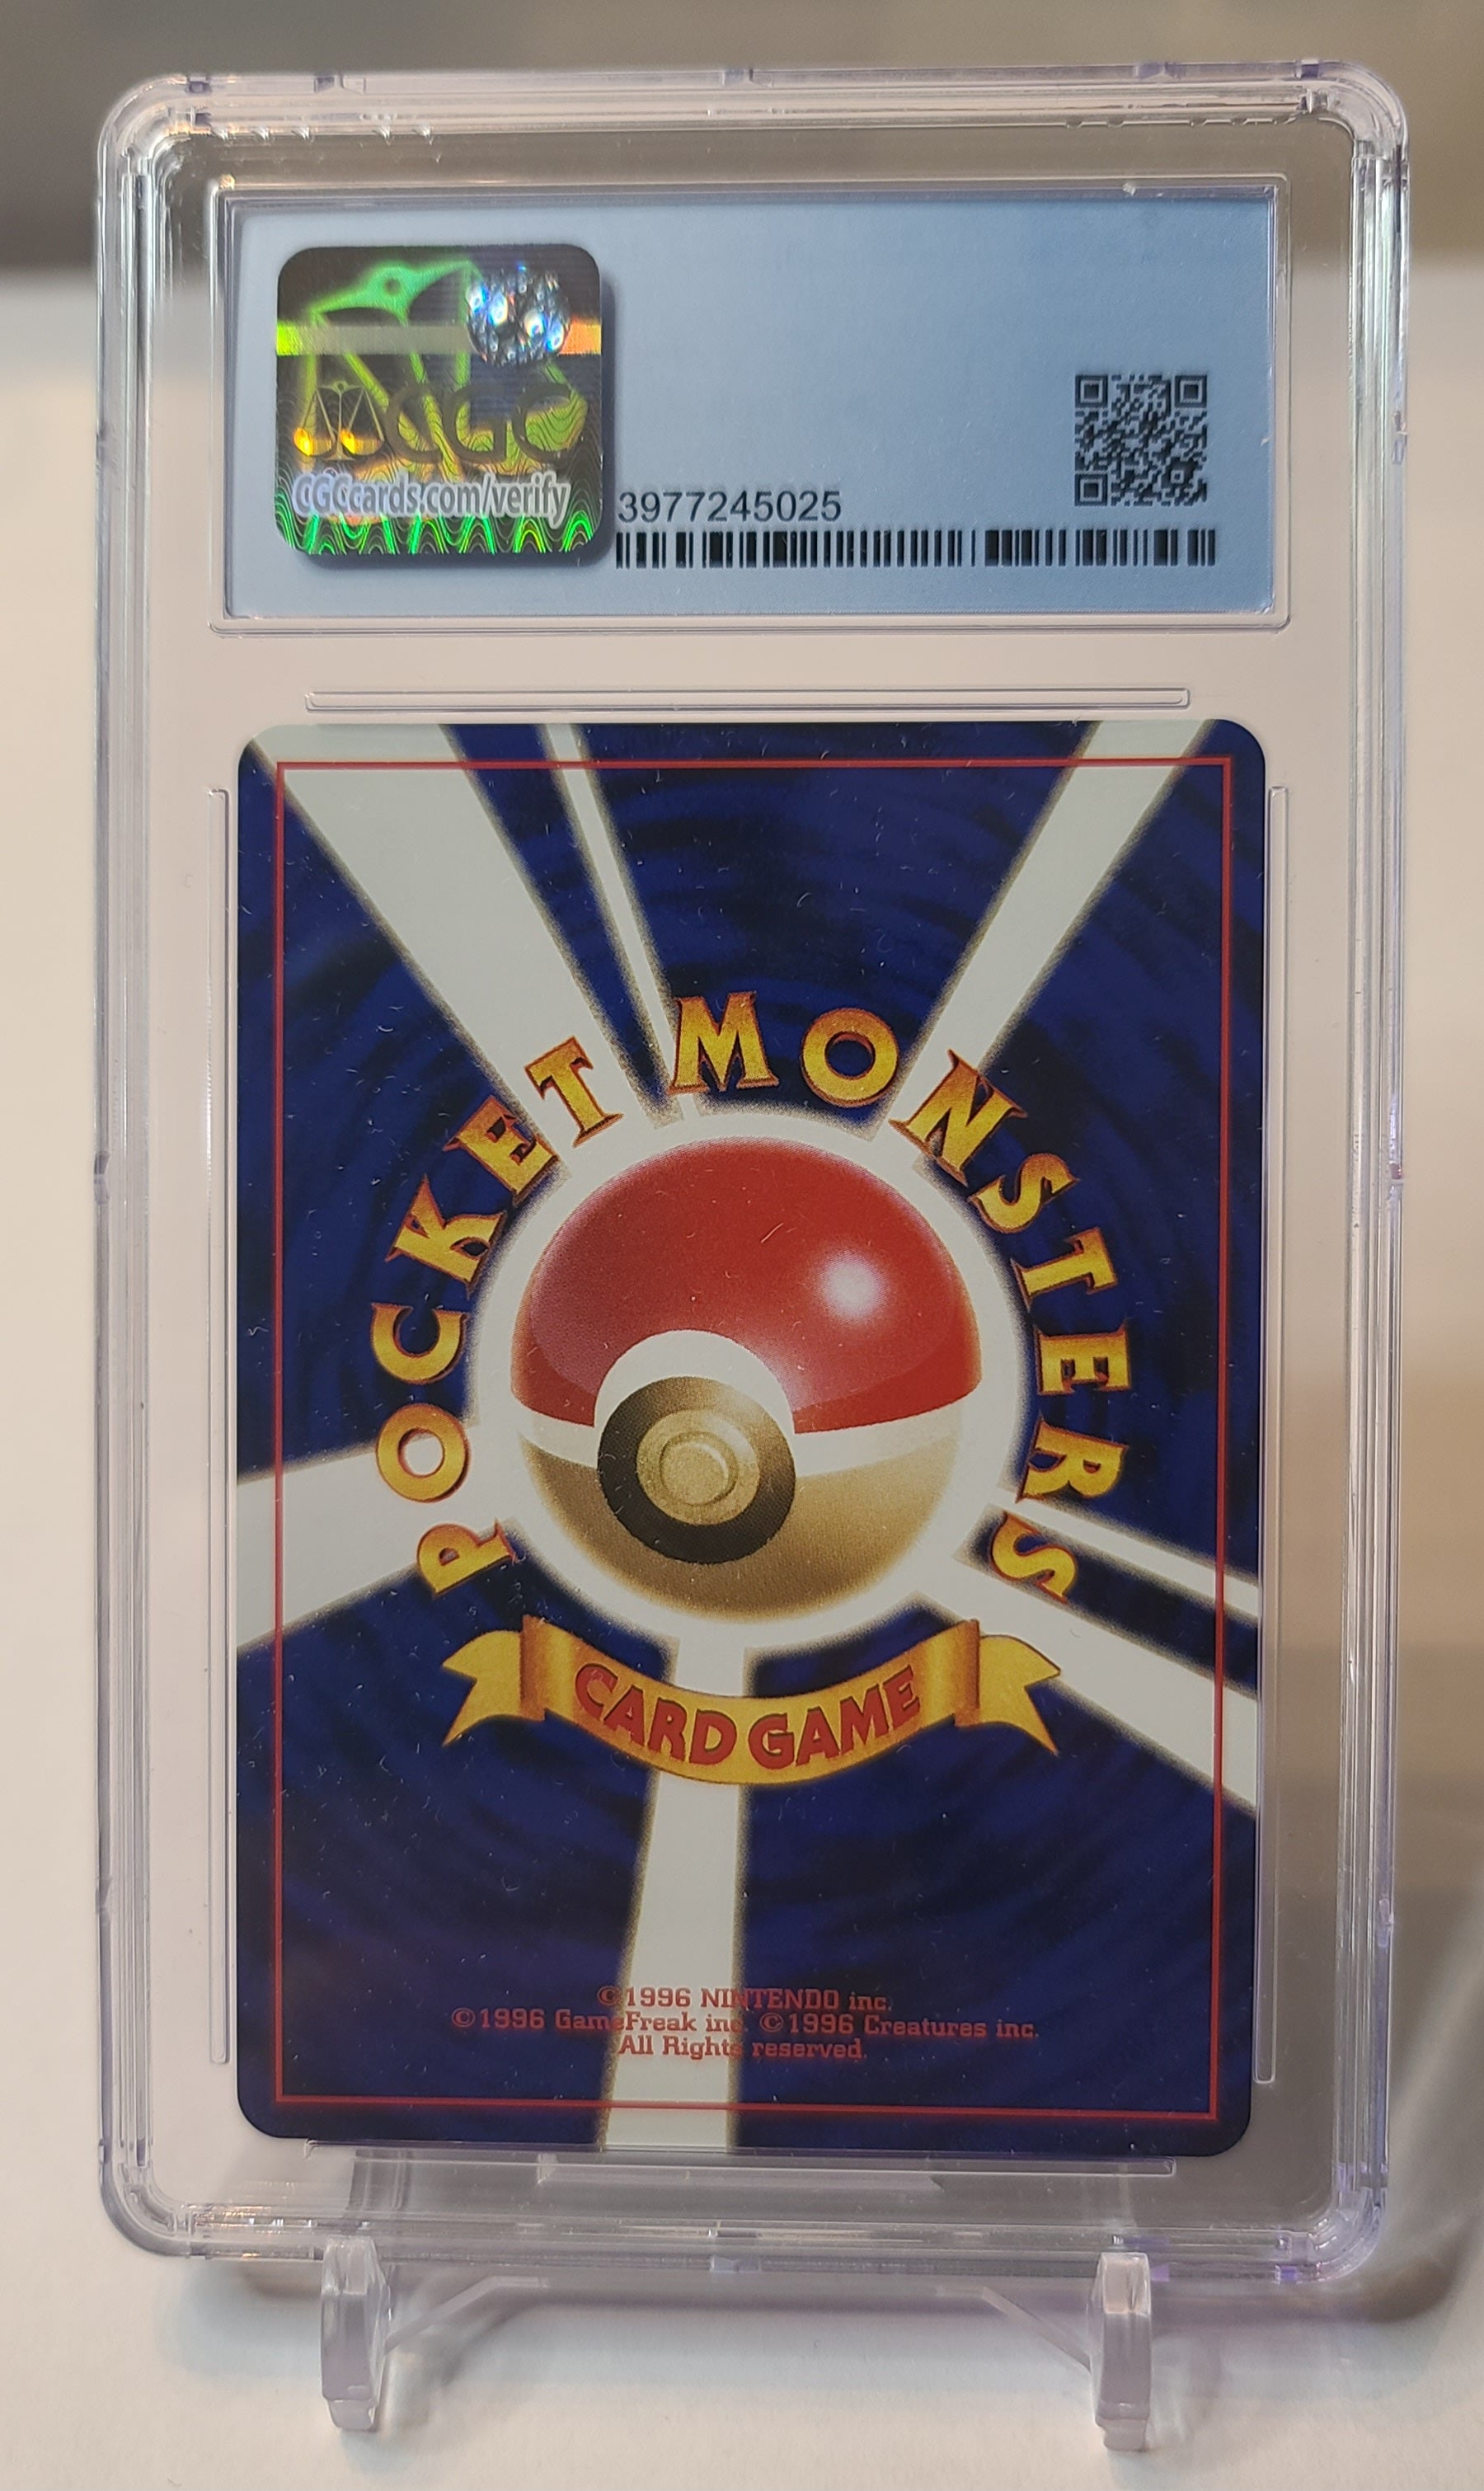 CGC
CGCcards.com/verify
3977245025
POCKET MONSTERS
CARD GAME
©1996 NINTENDO inc.
©1996 GameFreak inc. ©1996 Creatures inc.
All Rights reserved.